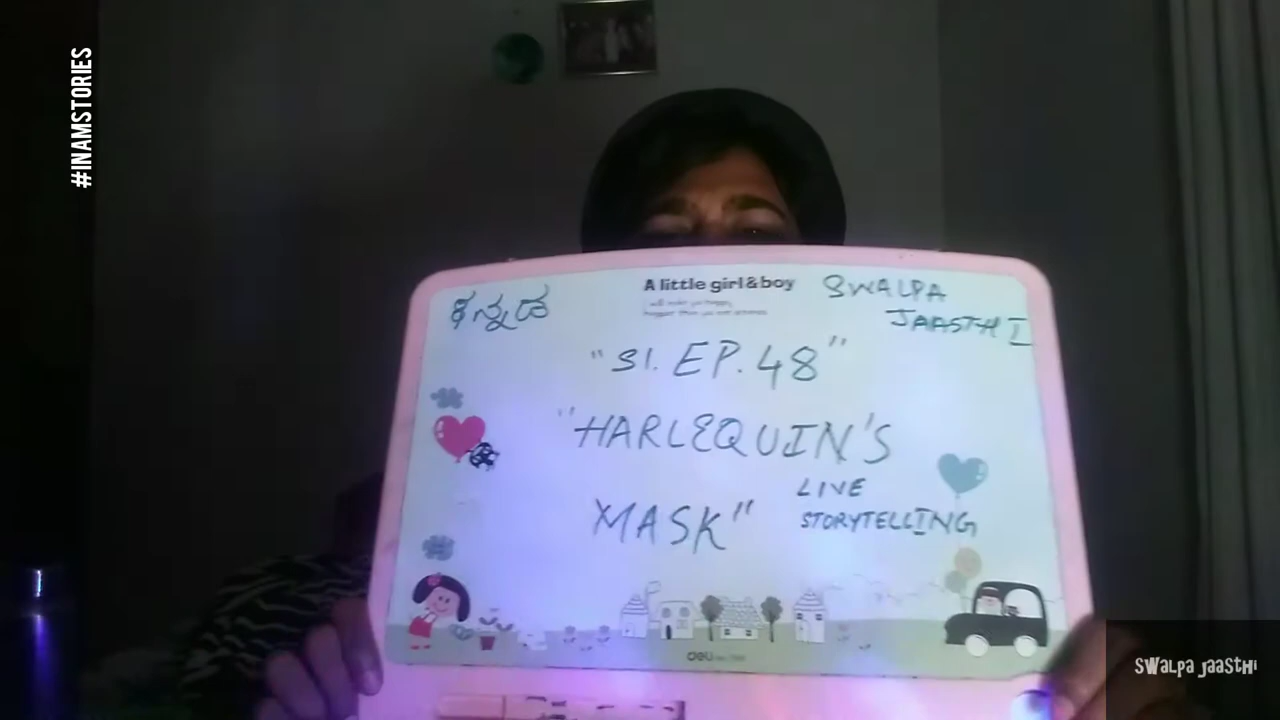 #INAMSTORIES
A little girl&boy
ಕನ್ನಡ
SWALPA
JAASTHI
"S1. EP. 48"
"HARLEQUIN'S
MASK"
LIVE
STORYTELLING
deli
SWALPA JAASTHI